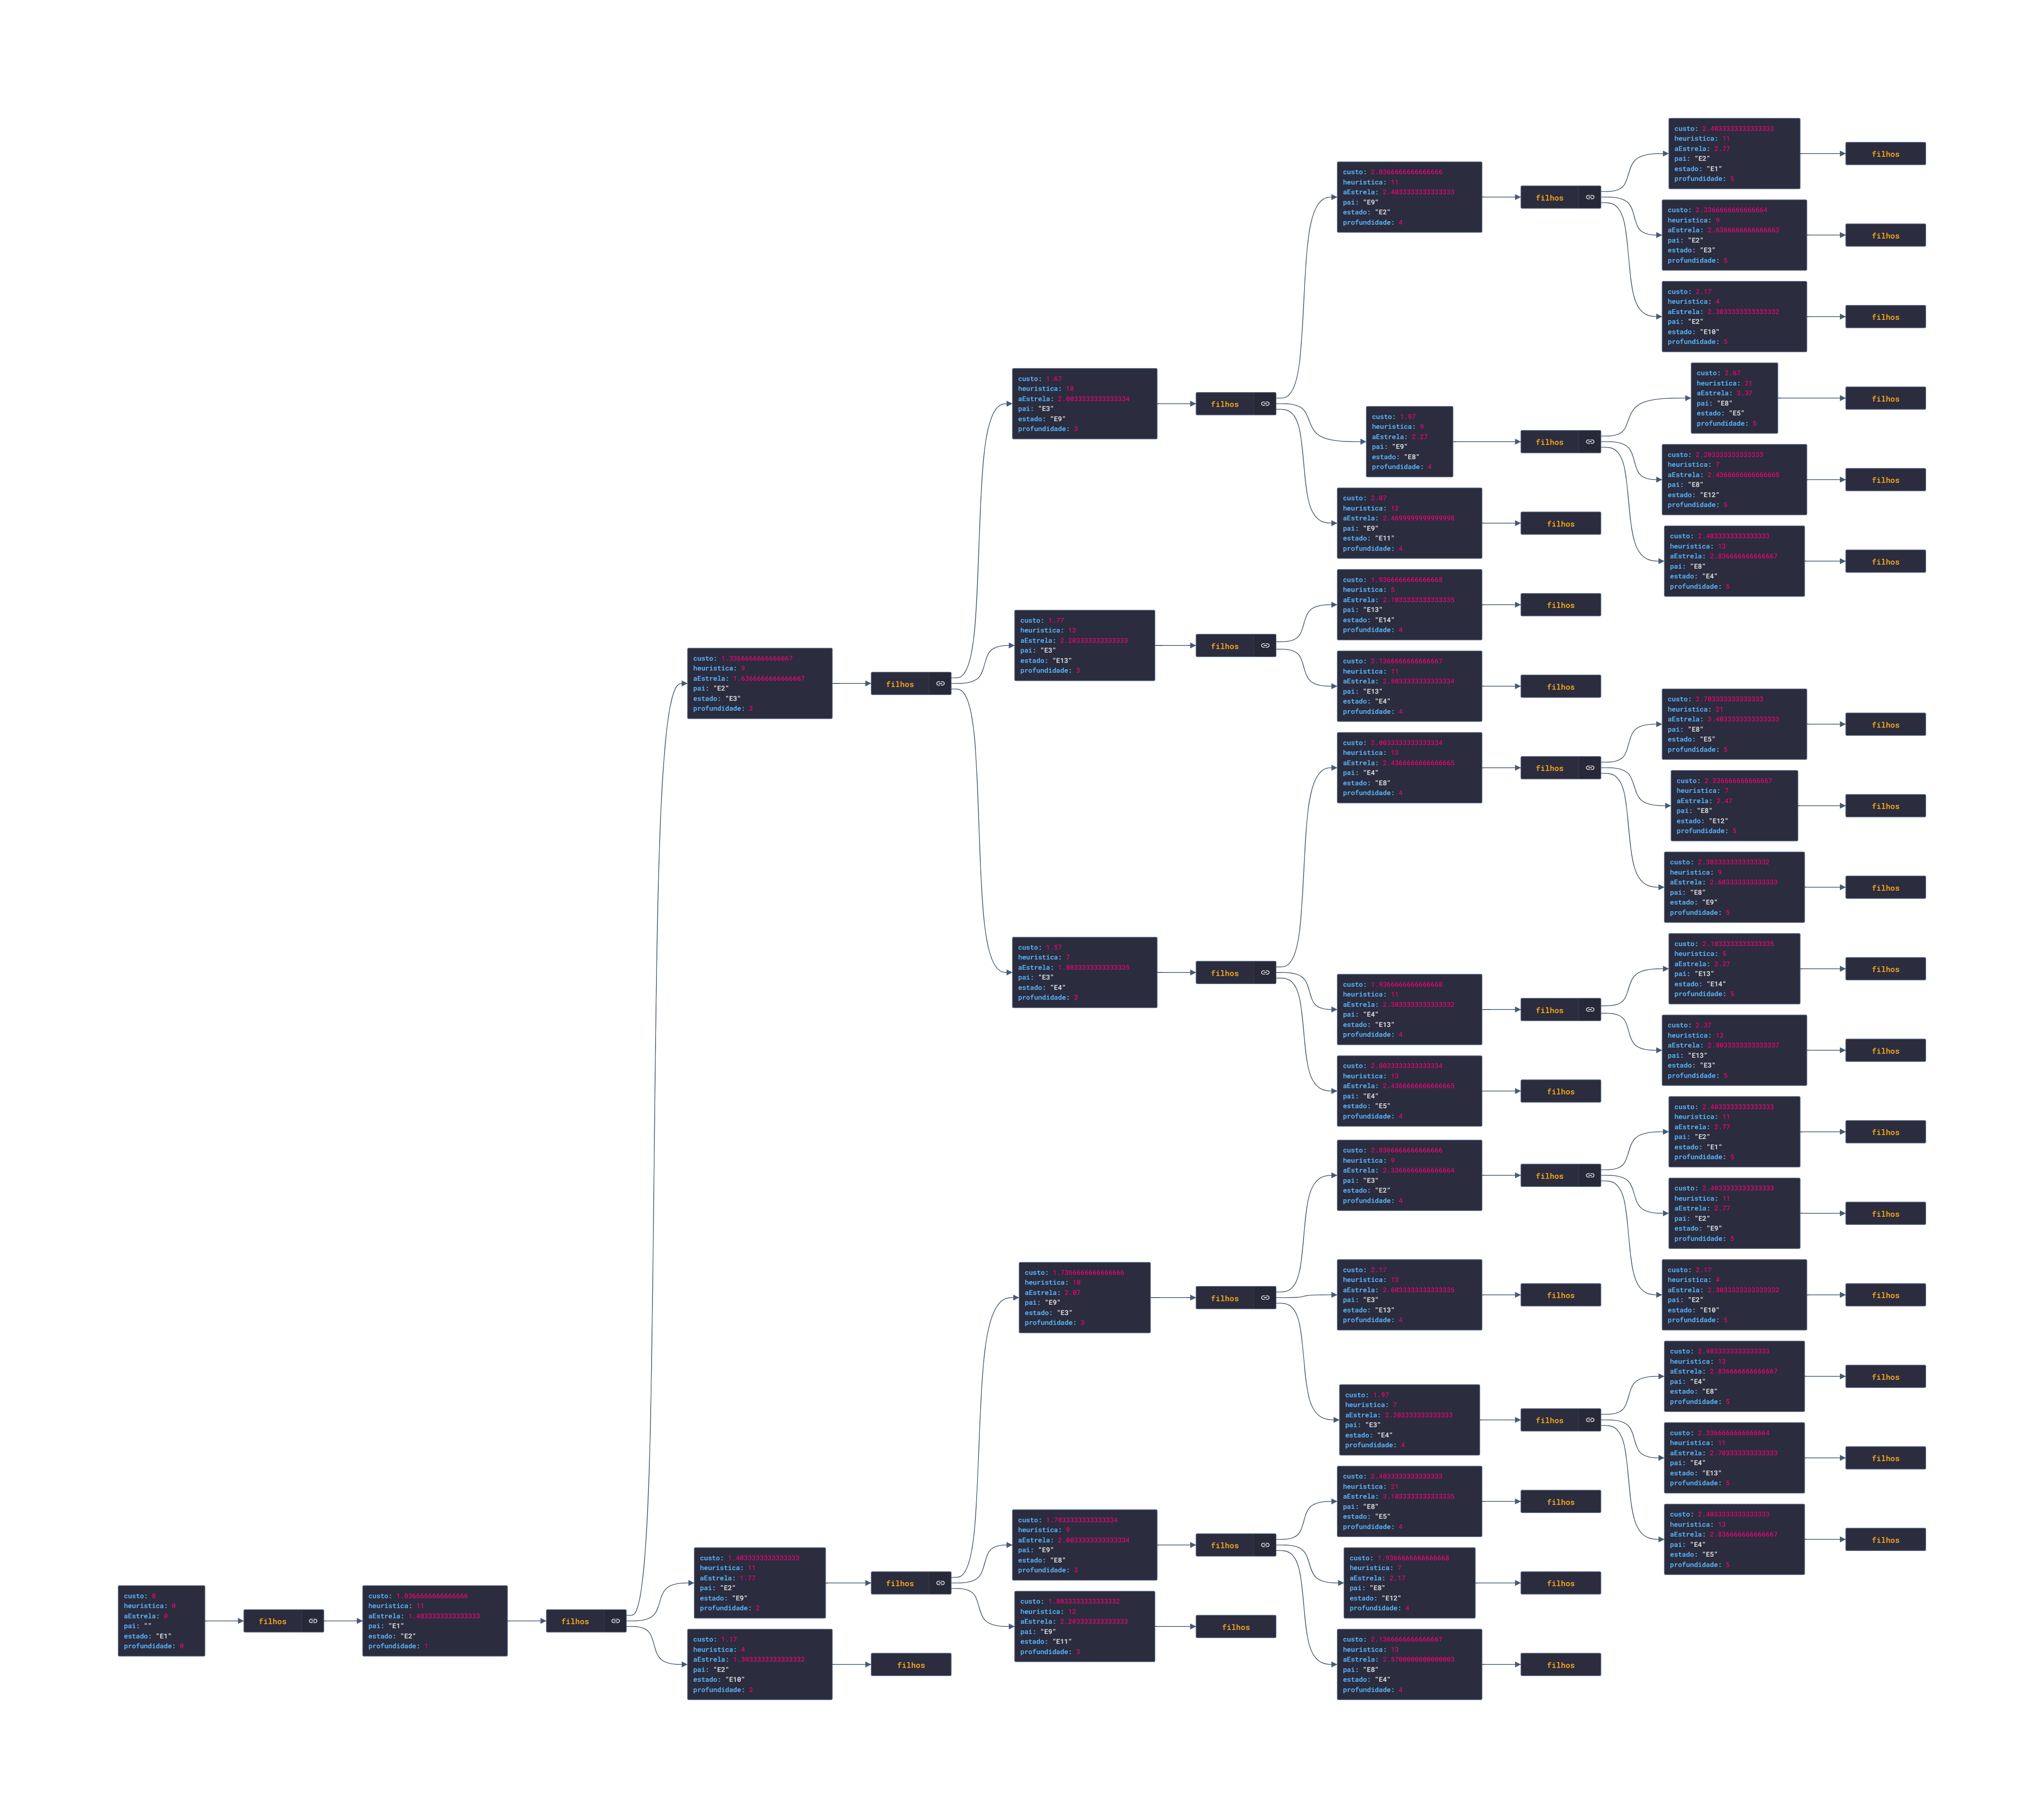 custo: 0
heuristica: 0
aEstrela: 0
pai: ""
estado: "E1"
profundidade: 0
filhos
custo: 1.0366666666666666
heuristica: 11
aEstrela: 1.4033333333333333
pai: "E1"
estado: "E2"
profundidade: 1
filhos
custo: 1.3366666666666667
heuristica: 9
aEstrela: 1.6366666666666667
pai: "E2"
estado: "E3"
profundidade: 2
filhos
custo: 1.4033333333333333
heuristica: 11
aEstrela: 1.77
pai: "E2"
estado: "E9"
profundidade: 2
filhos
custo: 1.17
heuristica: 4
aEstrela: 1.3033333333333332
pai: "E2"
estado: "E10"
profundidade: 2
filhos
custo: 1.67
heuristica: 10
aEstrela: 2.0033333333333334
pai: "E3"
estado: "E9"
profundidade: 3
filhos
custo: 1.77
heuristica: 13
aEstrela: 2.203333333333333
pai: "E3"
estado: "E13"
profundidade: 3
filhos
custo: 1.57
heuristica: 7
aEstrela: 1.8033333333333335
pai: "E3"
estado: "E4"
profundidade: 3
filhos
custo: 1.7366666666666666
heuristica: 10
aEstrela: 2.07
pai: "E9"
estado: "E3"
profundidade: 3
filhos
custo: 1.7033333333333334
heuristica: 9
aEstrela: 2.0033333333333334
pai: "E9"
estado: "E8"
profundidade: 3
filhos
custo: 1.8033333333333332
heuristica: 12
aEstrela: 2.203333333333333
pai: "E9"
estado: "E11"
profundidade: 3
filhos
custo: 2.0366666666666666
heuristica: 11
aEstrela: 2.4033333333333333
pai: "E9"
estado: "E2"
profundidade: 4
filhos
custo: 1.97
heuristica: 9
aEstrela: 2.27
pai: "E9"
estado: "E8"
profundidade: 4
filhos
custo: 2.07
heuristica: 12
aEstrela: 2.4699999999999998
pai: "E9"
estado: "E11"
profundidade: 4
filhos
custo: 1.9366666666666668
heuristica: 5
aEstrela: 2.1033333333333335
pai: "E13"
estado: "E14"
profundidade: 4
filhos
custo: 2.1366666666666667
heuristica: 11
aEstrela: 2.5033333333333334
pai: "E13"
estado: "E4"
profundidade: 4
filhos
custo: 2.0033333333333334
heuristica: 13
aEstrela: 2.4366666666666665
pai: "E4"
estado: "E8"
profundidade: 4
filhos
custo: 1.9366666666666668
heuristica: 11
aEstrela: 2.3033333333333332
pai: "E4"
estado: "E13"
profundidade: 4
filhos
custo: 2.0033333333333334
heuristica: 13
aEstrela: 2.4366666666666665
pai: "E4"
estado: "E5"
profundidade: 4
filhos
custo: 2.0366666666666666
heuristica: 9
aEstrela: 2.3366666666666664
pai: "E3"
estado: "E2"
profundidade: 4
filhos
custo: 2.17
heuristica: 13
aEstrela: 2.6033333333333335
pai: "E3"
estado: "E13"
profundidade: 4
filhos
custo: 1.97
heuristica: 7
aEstrela: 2.203333333333333
pai: "E3"
estado: "E4"
profundidade: 4
filhos
custo: 2.4033333333333333
heuristica: 21
aEstrela: 3.1033333333333335
pai: "E8"
estado: "E5"
profundidade: 4
filhos
custo: 1.9366666666666668
heuristica: 7
aEstrela: 2.17
pai: "E8"
estado: "E12"
profundidade: 4
filhos
custo: 2.1366666666666667
heuristica: 13
aEstrela: 2.5700000000000003
pai: "E8"
estado: "E4"
profundidade: 4
filhos
custo: 2.4033333333333333
heuristica: 11
aEstrela: 2.77
pai: "E2"
estado: "E1"
profundidade: 5
filhos
custo: 2.3366666666666664
heuristica: 9
aEstrela: 2.6366666666666663
pai: "E2"
estado: "E3"
profundidade: 5
filhos
custo: 2.17
heuristica: 4
aEstrela: 2.3033333333333332
pai: "E2"
estado: "E10"
profundidade: 5
filhos
custo: 2.67
heuristica: 21
aEstrela: 3.37
pai: "E8"
estado: "E5"
profundidade: 5
filhos
custo: 2.203333333333333
heuristica: 7
aEstrela: 2.4366666666666665
pai: "E8"
estado: "E12"
profundidade: 5
filhos
custo: 2.4033333333333333
heuristica: 13
aEstrela: 2.836666666666667
pai: "E8"
estado: "E4"
profundidade: 5
filhos
custo: 2.703333333333333
heuristica: 21
aEstrela: 3.4033333333333333
pai: "E8"
estado: "E5"
profundidade: 5
filhos
custo: 2.236666666666667
heuristica: 7
aEstrela: 2.47
pai: "E8"
estado: "E12"
profundidade: 5
filhos
custo: 2.3033333333333332
heuristica: 9
aEstrela: 2.603333333333333
pai: "E8"
estado: "E9"
profundidade: 5
filhos
custo: 2.1033333333333335
heuristica: 5
aEstrela: 2.27
pai: "E13"
estado: "E14"
profundidade: 5
filhos
custo: 2.37
heuristica: 13
aEstrela: 2.8033333333333337
pai: "E13"
estado: "E3"
profundidade: 5
filhos
custo: 2.4033333333333333
heuristica: 11
aEstrela: 2.77
pai: "E2"
estado: "E1"
profundidade: 5
filhos
custo: 2.4033333333333333
heuristica: 11
aEstrela: 2.77
pai: "E2"
estado: "E9"
profundidade: 5
filhos
custo: 2.17
heuristica: 4
aEstrela: 2.3033333333333332
pai: "E2"
estado: "E10"
profundidade: 5
filhos
custo: 2.4033333333333333
heuristica: 13
aEstrela: 2.836666666666667
pai: "E4"
estado: "E8"
profundidade: 5
filhos
custo: 2.3366666666666664
heuristica: 11
aEstrela: 2.703333333333333
pai: "E4"
estado: "E13"
profundidade: 5
filhos
custo: 2.4033333333333333
heuristica: 13
aEstrela: 2.836666666666667
pai: "E4"
estado: "E5"
profundidade: 5
filhos